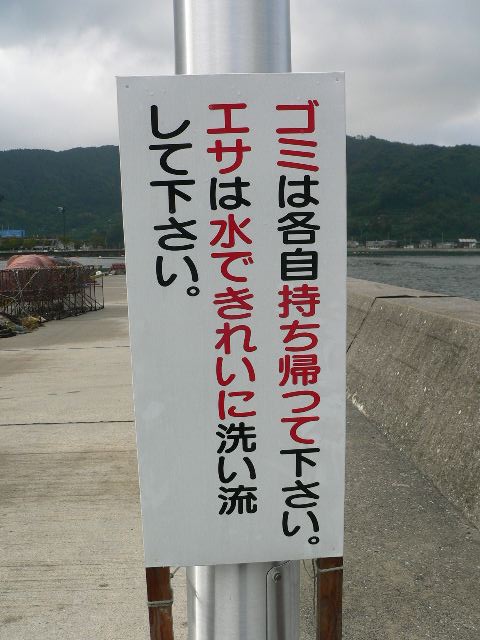 ゴミは各自持ち帰って下さい。
エサは水できれいに洗い流
して下さい。